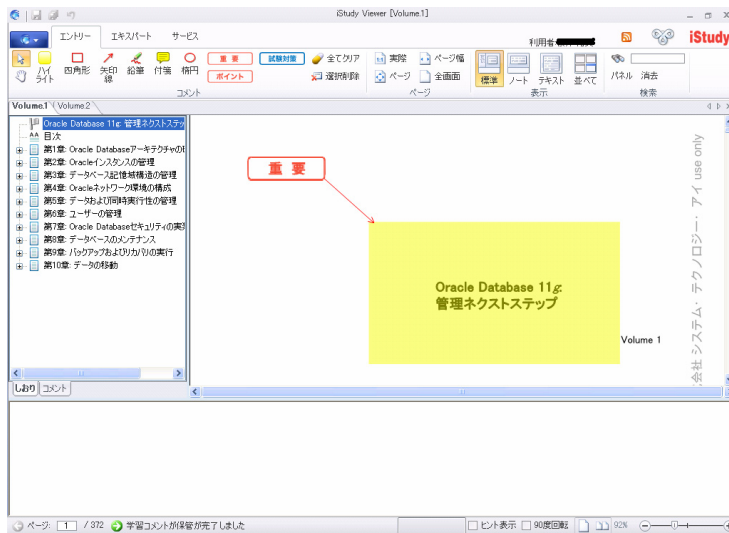 iStudy Viewer [Volume.1]
エントリー エキスパート サービス
利用者
iStudy
ハイライト 四角形 矢印線 鉛筆 付箋 楕円
重 要 試験対策 全てクリア
ポイント 選択削除
コメント
実際 ページ幅
ページ 全画面
ページ
標準 ノート テキスト 並べて
表示
パネル 消去
検索
Volume.1 Volume.2
Oracle Database 11g: 管理ネクストステッ
目次
第1章: Oracle Databaseアーキテクチャの
第2章: Oracleインスタンスの管理
第3章: データベース記憶域構造の管理
第4章: Oracleネットワーク環境の構成
第5章: データおよび同時実行性の管理
第6章: ユーザーの管理
第7章: Oracle Databaseセキュリティの実
第8章: データベースのメンテナンス
第9章: バックアップおよびリカバリの実行
第10章: データの移動
しおり コメント
重 要
Oracle Database 11g:
管理ネクストステップ
Volume 1
会社 システム・テクノロジー・アイ use only
ページ: 1 / 372 学習コメントが保管が完了しました
ヒント表示 90度回転 92%